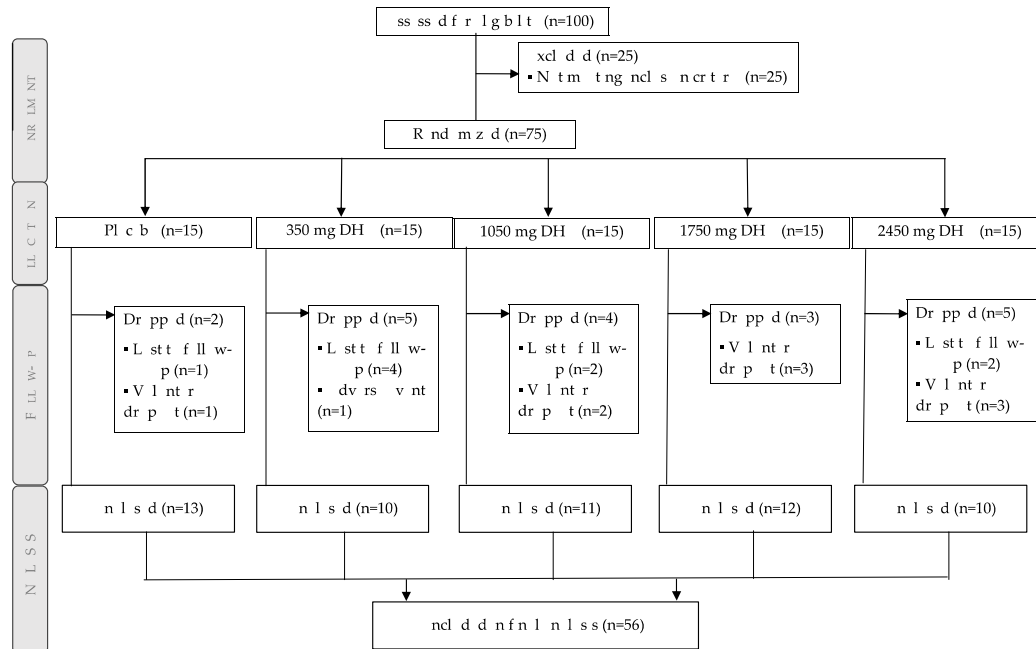 ss ss d f r l g b l t (n=100)
xcl d d (n=25)
▪ N t m t ng ncl s n cr t r (n=25)
R nd m z d (n=75)
NR LM NT
LL C T N
F LL W- P
N L S S
Pl c b (n=15)
350 mg DH (n=15)
1050 mg DH (n=15)
1750 mg DH (n=15)
2450 mg DH (n=15)
Dr pp d (n=2)
▪ L st t f ll w-
p (n=1)
▪ V l nt r
dr p t (n=1)
Dr pp d (n=5)
▪ L st t f ll w-
p (n=4)
▪ dv rs v nt
(n=1)
Dr pp d (n=4)
▪ L st t f ll w-
p (n=2)
▪ V l nt r
dr p t (n=2)
Dr pp d (n=3)
▪ V l nt r
dr p t (n=3)
Dr pp d (n=5)
▪ L st t f ll w-
p (n=2)
▪ V l nt r
dr p t (n=3)
n l s d (n=13)
n l s d (n=10)
n l s d (n=11)
n l s d (n=12)
n l s d (n=10)
ncl d d n f n l n l s s (n=56)